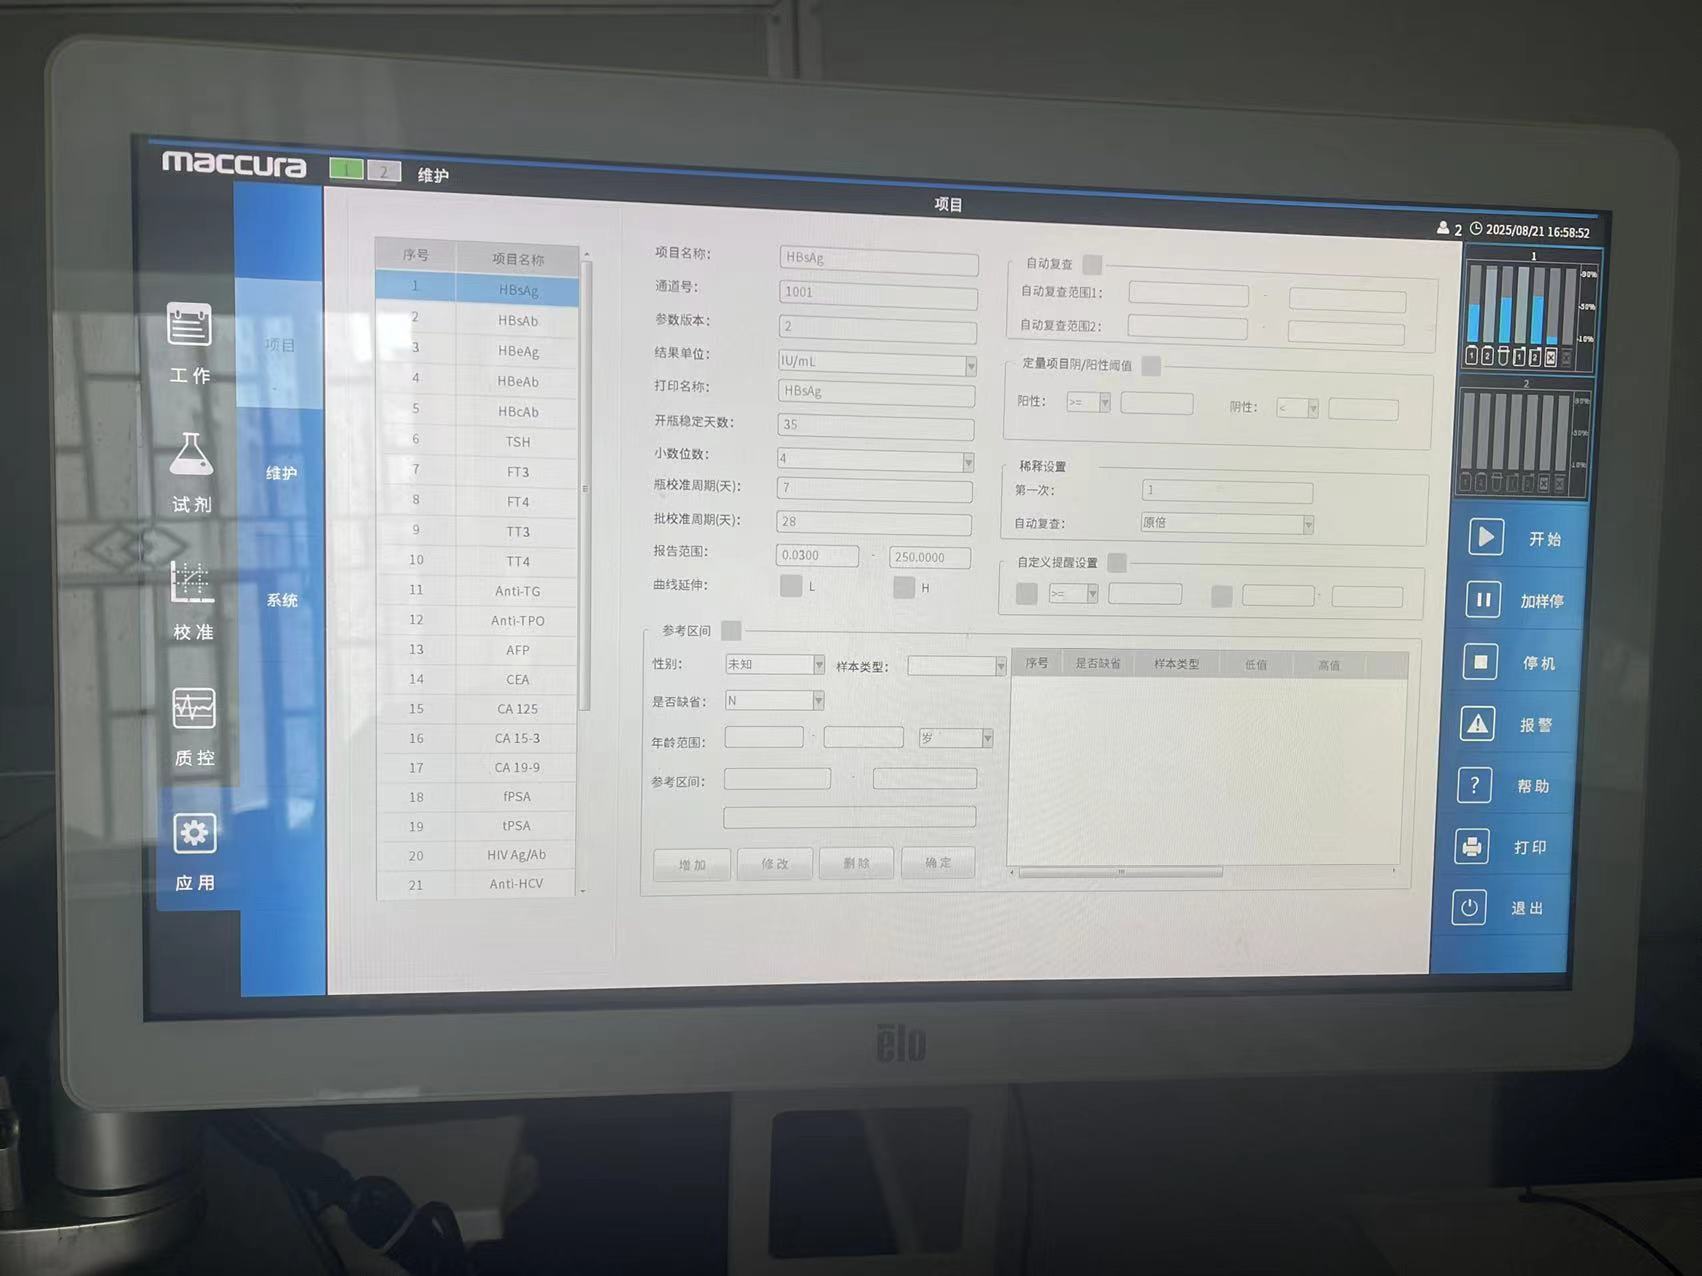 maccura 1 2 维护
项目
2 2025/08/21 16:58:52
工作
试剂
校准
质控
应用
项目
维护
系统
序号 项目名称
1 HBsAg
2 HBsAb
3 HBeAg
4 HBeAb
5 HBcAb
6 TSH
7 FT3
8 FT4
9 TT3
10 TT4
11 Anti-TG
12 Anti-TPO
13 AFP
14 CEA
15 CA 125
16 CA 15-3
17 CA 19-9
18 fPSA
19 tPSA
20 HIV Ag/Ab
21 Anti-HCV
项目名称: HBsAg
通道号: 1001
参数版本: 2
结果单位: IU/mL
打印名称: HBsAg
开瓶稳定天数: 35
小数位数: 4
瓶校准周期(天): 7
批校准周期(天): 28
报告范围: 0.0300 - 250.0000
曲线延伸: L H
自动复查
自动复查范围1: -
自动复查范围2: -
定量项目阴/阳性阈值
阳性: >= 阴性: <
稀释设置
第一次: 1
自动复查: 原倍
自定义提醒设置
>= -
参考区间
性别: 未知 样本类型:
是否缺省: N
年龄范围: - 岁
参考区间: -
增加 修改 删除 确定
序号 是否缺省 样本类型 低值 高值
1
90%
50%
10%
1 2 1 2
2
90%
50%
10%
开始
加样停
停机
报警
帮助
打印
退出
elo